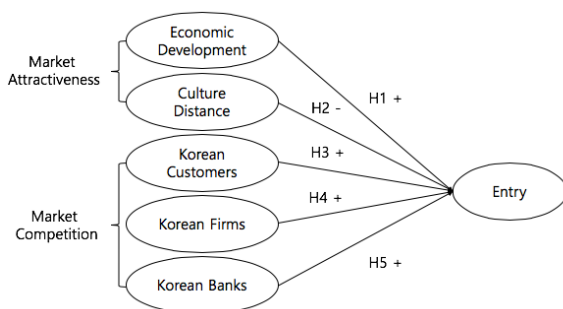 Market
Attractiveness
Economic
Development
Culture
Distance
Market
Competition
Korean
Customers
Korean Firms
Korean Banks
H1 +
H2 -
H3 +
H4 +
H5 +
Entry